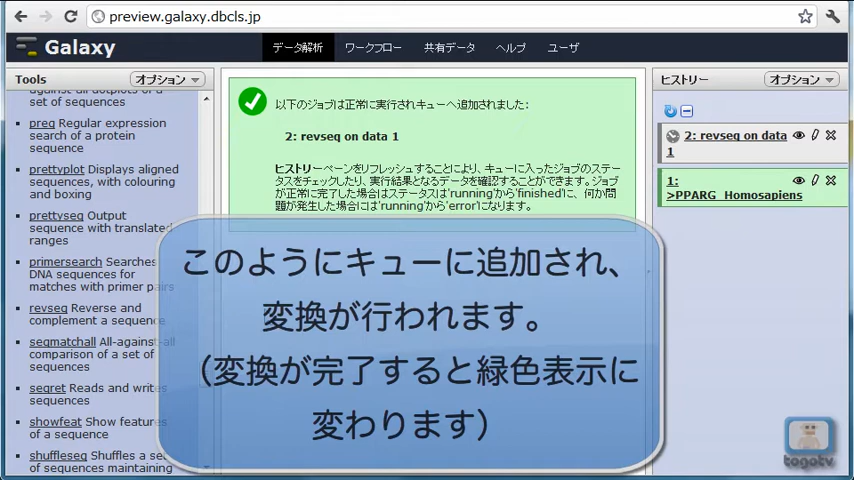 preview.galaxy.dbcls.jp
Galaxy
データ解析 ワークフロー 共有データ ヘルプ ユーザ
Tools オプション
against all dotplots of a
set of sequences
preg Regular expression
search of a protein
sequence
prettyplot Displays aligned
sequences, with colouring
and boxing
prettyseq Output
sequence with translated
ranges
primersearch Searches
DNA sequences for
matches with primer pairs
revseq Reverse and
complement a sequence
seqmatchall All-against-all
comparison of a set of
sequences
seqret Reads and writes
sequences
showfeat Show features
of a sequence
shuffleseq Shuffles a set
of sequences maintaining
以下のジョブは正常に実行されキューへ追加されました:
2: revseq on data 1
ヒストリーペーンをリフレッシュすることにより、キューに入ったジョブのステー
タスをチェックしたり、実行結果となるデータを確認することができます。ジョブ
が正常に完了した場合はステータスは'running'から'finished'に、何か問
題が発生した場合には'running'から'error'になります。
ヒストリー オプション
2: revseq on data
1
1:
>PPARG_Homosapiens
このようにキューに追加され、
変換が行われます。
（変換が完了すると緑色表示に
変わります）
togotv